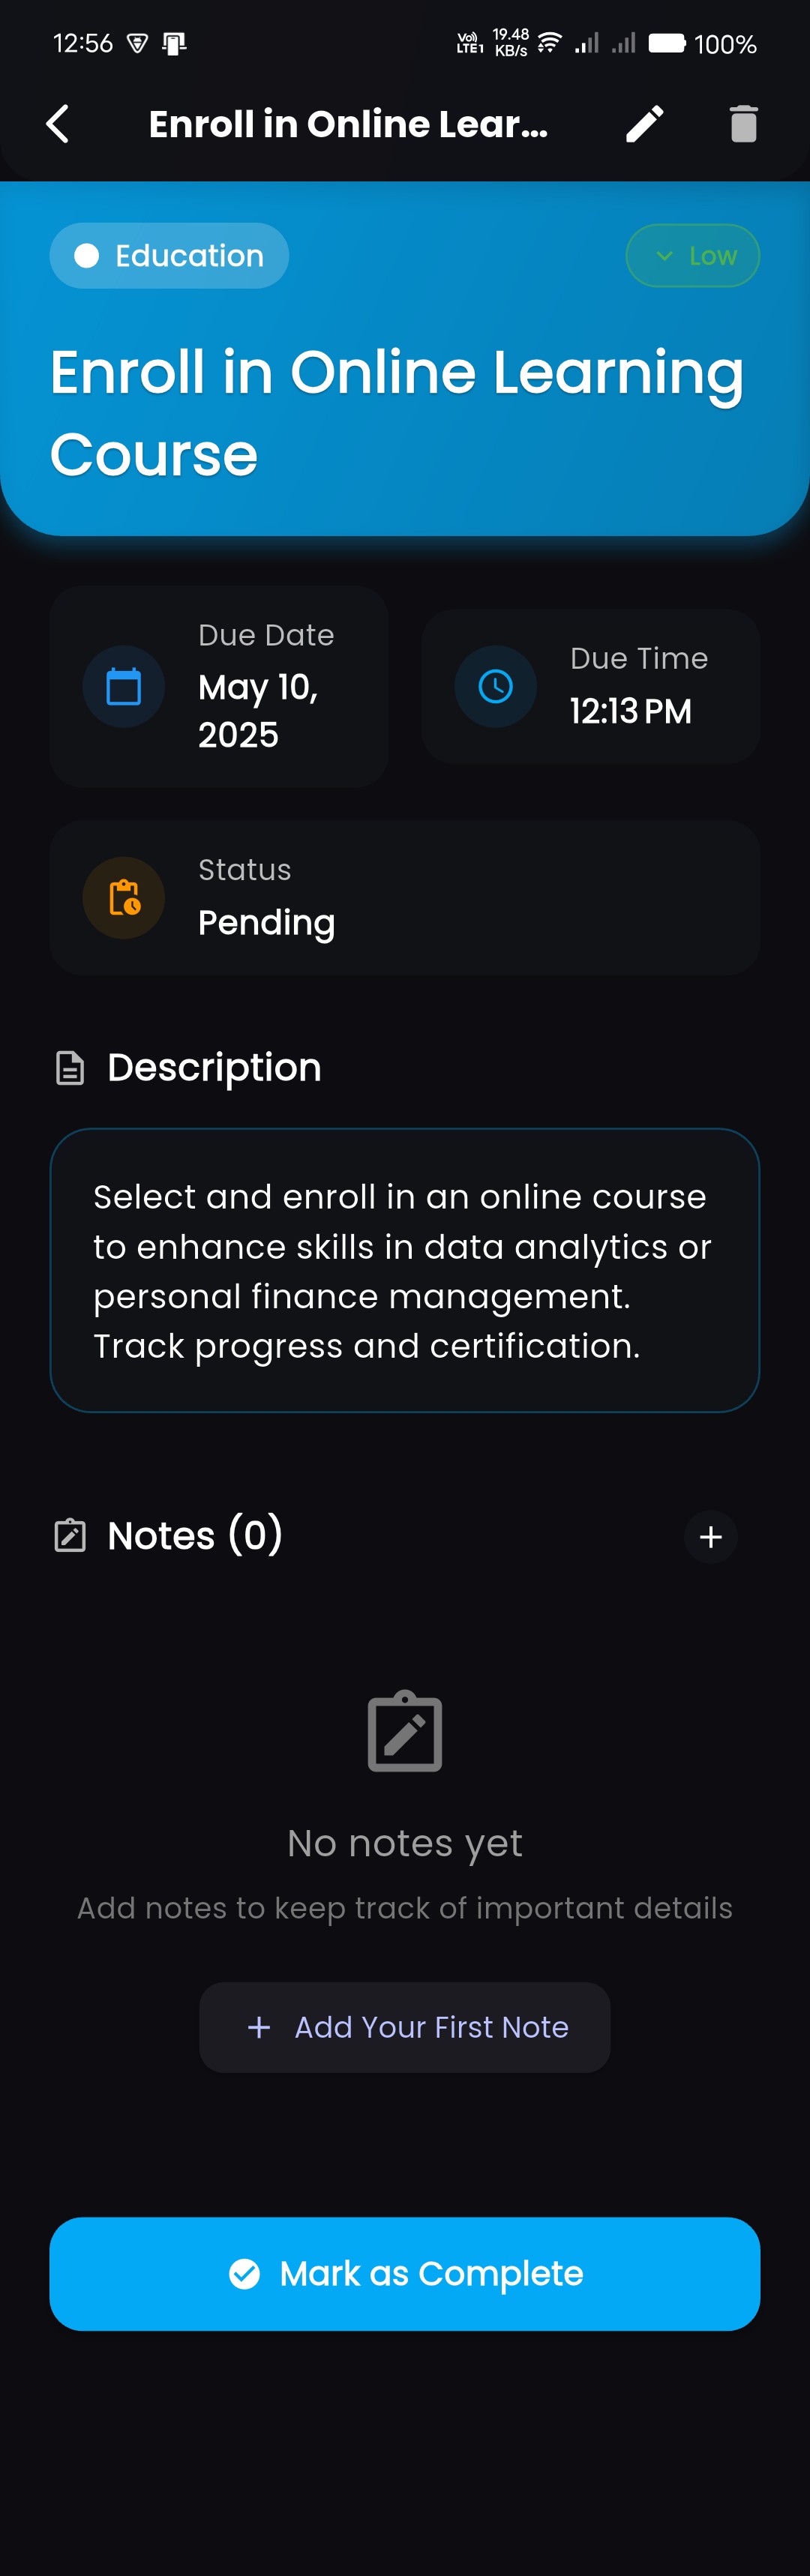 12:56
Vo)) LTE1
19.48 KB/s
100%
Enroll in Online Lear...
Education
Low
Enroll in Online Learning
Course
Due Date
May 10,
2025
Due Time
12:13 PM
Status
Pending
Description
Select and enroll in an online course
to enhance skills in data analytics or
personal finance management.
Track progress and certification.
Notes (0)
No notes yet
Add notes to keep track of important details
Add Your First Note
Mark as Complete